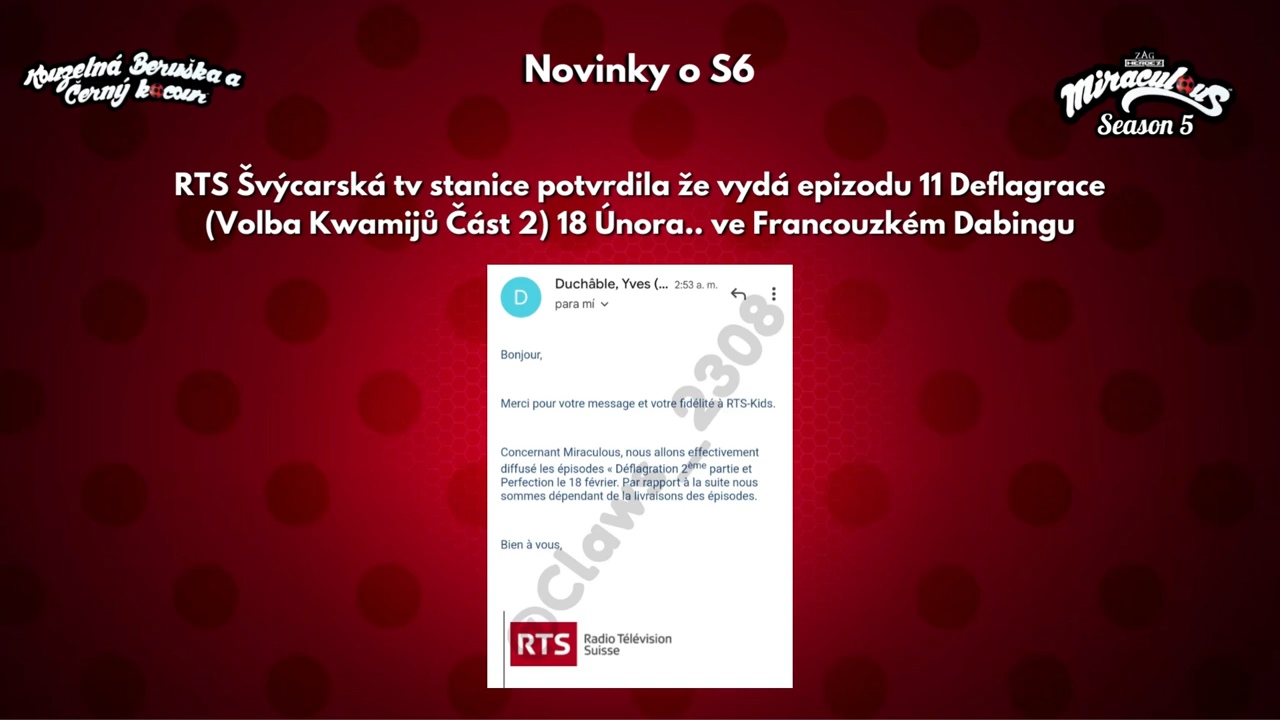 Kouzelná Beruška a
Černý kocour
Novinky o S6
ZAG
HEROEZ
Miraculous
Season 5
RTS Švýcarská tv stanice potvrdila že vydá epizodu 11 Deflagrace
(Volba Kwamijů Část 2) 18 Února.. ve Francouzkém Dabingu
D
Duchâble, Yves (... 2:53 a. m.
para mí
Bonjour,
Merci pour votre message et votre fidélité à RTS-Kids.
Concernant Miraculous, nous allons effectivement
diffusé les épisodes « Déflagration 2ème partie et
Perfection le 18 février. Par rapport à la suite nous
sommes dépendant de la livraisons des épisodes.
Bien à vous,
@Claws_2308
RTS Radio Télévision
Suisse